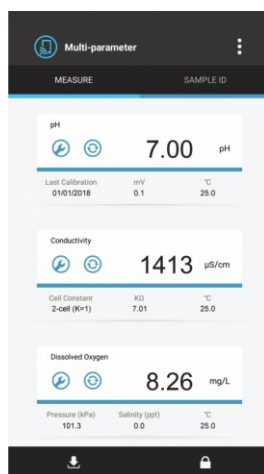 Multi-parameter
MEASURE SAMPLE ID
pH
7.00 pH
Last Calibration mV °C
01/01/2018 0.1 25.0
Conductivity
1413 µS/cm
Cell Constant KΩ °C
2-cell (K=1) 7.01 25.0
Dissolved Oxygen
8.26 mg/L
Pressure (kPa) Salinity (ppt) °C
101.3 0.0 25.0